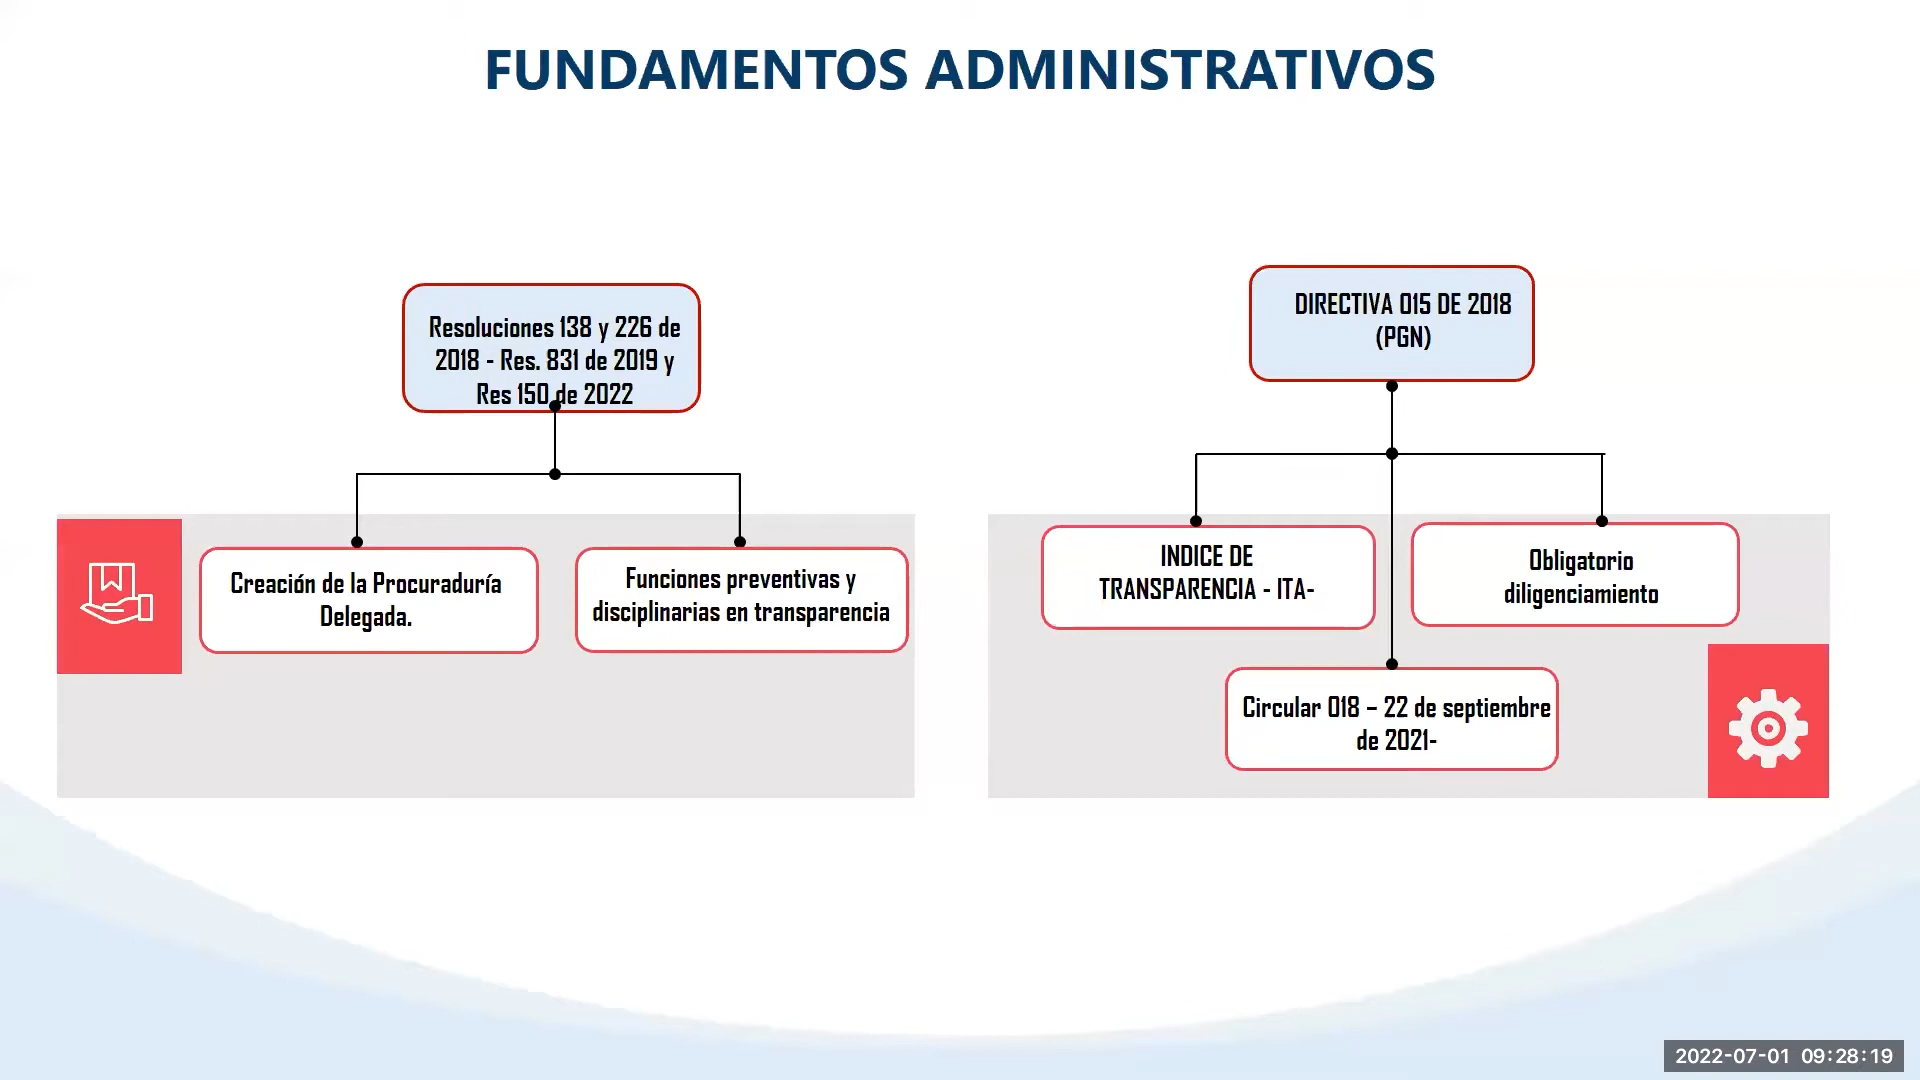 FUNDAMENTOS ADMINISTRATIVOS
Resoluciones 138 y 226 de
2018 - Res. 831 de 2019 y
Res 150 de 2022
Creación de la Procuraduría
Delegada.
Funciones preventivas y
disciplinarias en transparencia
DIRECTIVA 015 DE 2018
(PGN)
INDICE DE
TRANSPARENCIA - ITA-
Obligatorio
diligenciamiento
Circular 018 – 22 de septiembre
de 2021-
2022-07-01 09:28:19